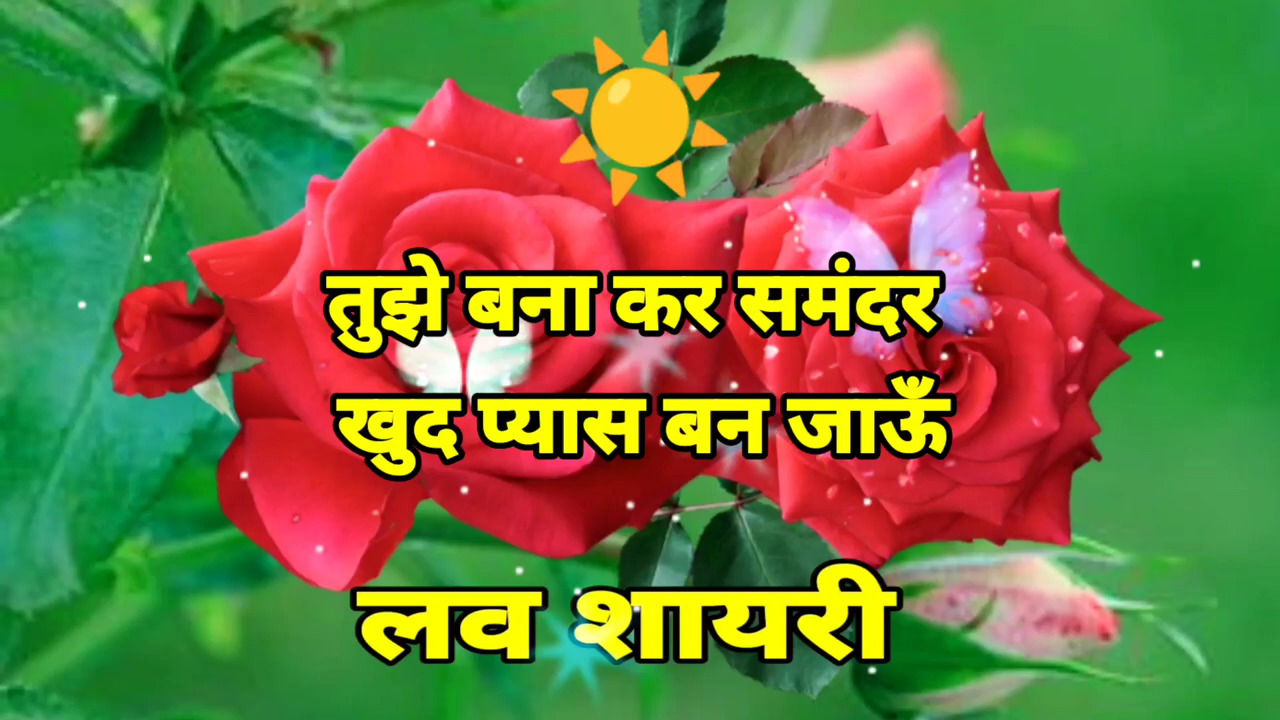 तुझे बना कर समंदर
खुद प्यास बन जाऊँ
लव शायरी